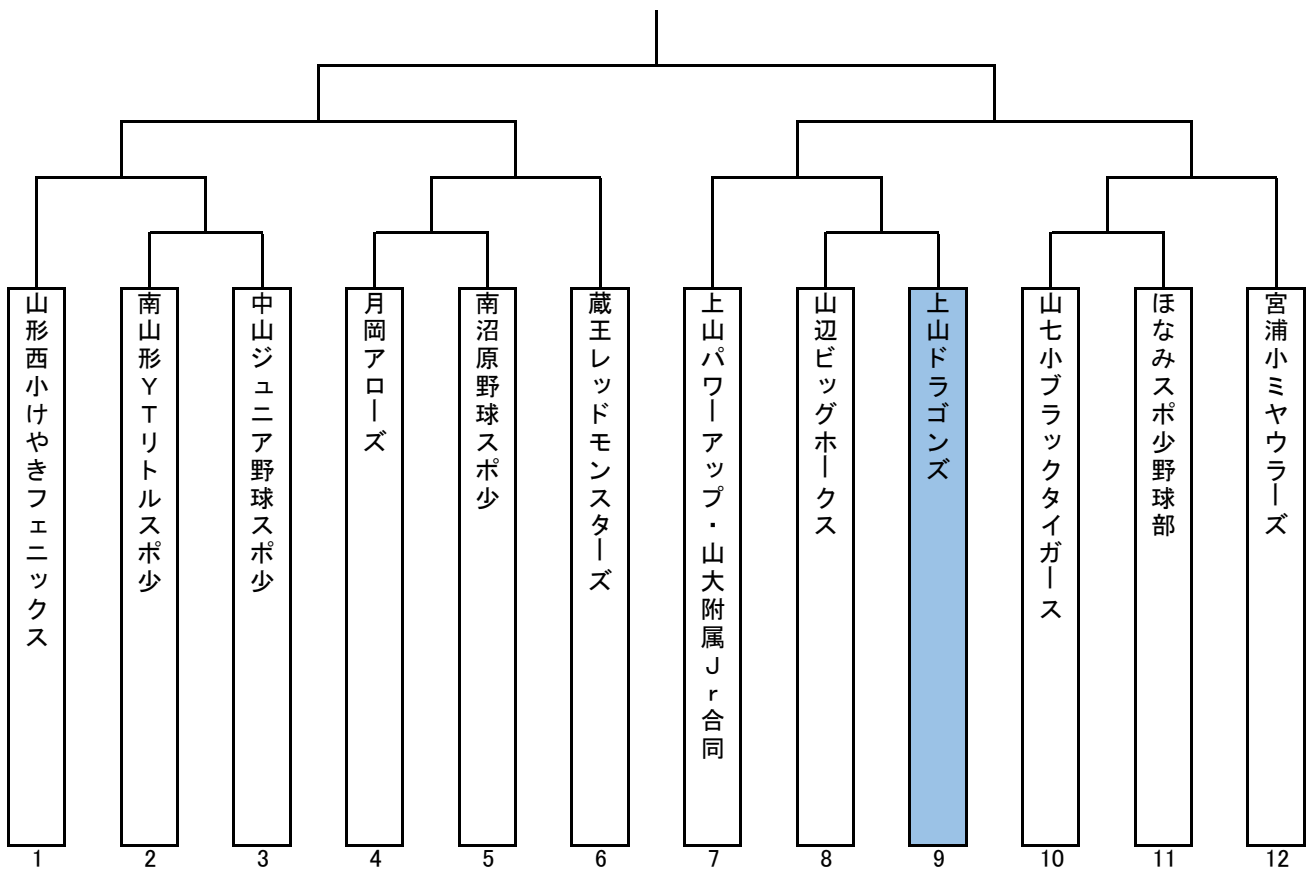 山形西小けやきフェニックス
南山形ＹＴリトルスポ少
中山ジュニア野球スポ少
月岡アローズ
南沼原野球スポ少
蔵王レッドモンスターズ
上山パワーアップ・山大附属Ｊｒ合同
山辺ビッグホークス
上山ドラゴンズ
山七小ブラックタイガース
ほなみスポ少野球部
宮浦小ミヤウラーズ
1
2
3
4
5
6
7
8
9
10
11
12